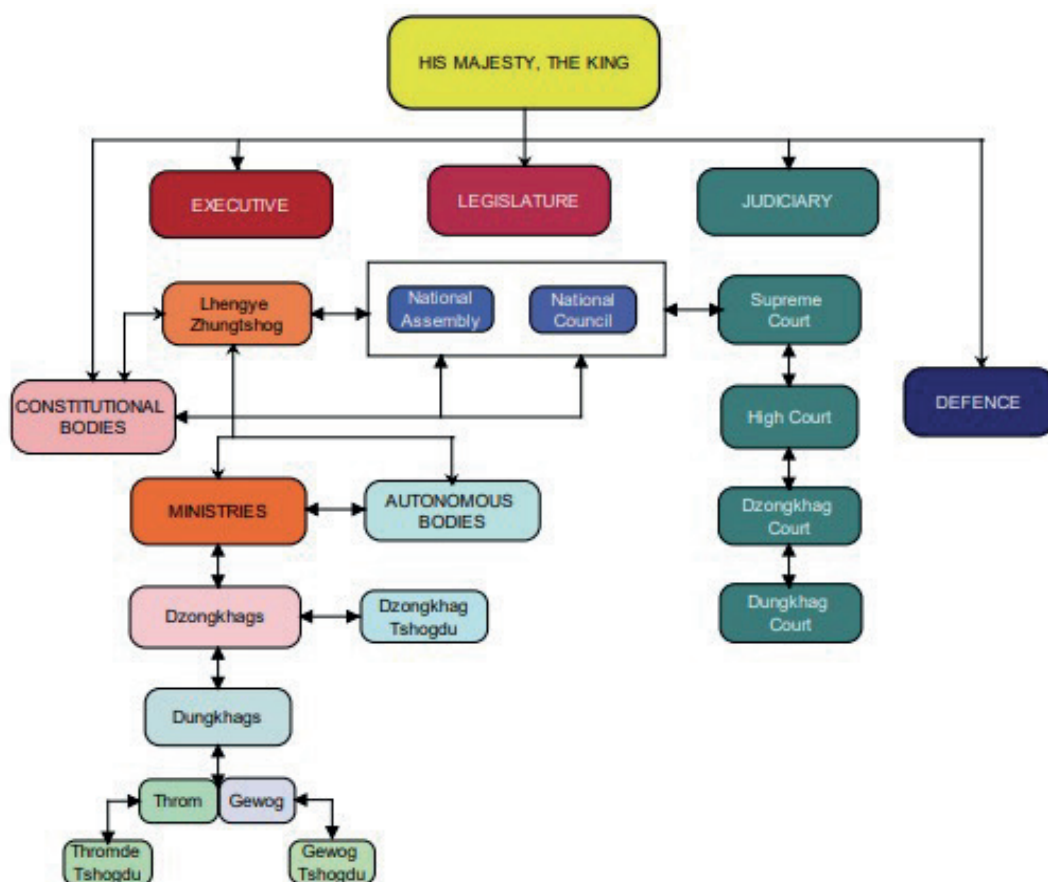 HIS MAJESTY, THE KING
EXECUTIVE
LEGISLATURE
JUDICIARY
Lhengye
Zhungtshog
National
Assembly
National
Council
Supreme
Court
CONSTITUTIONAL
BODIES
High Court
DEFENCE
MINISTRIES
AUTONOMOUS
BODIES
Dzongkhag
Court
Dzongkhags
Dzongkhag
Tshogdu
Dungkhag
Court
Dungkhags
Throm
Gewog
Thromde
Tshogdu
Gewog
Tshogdu